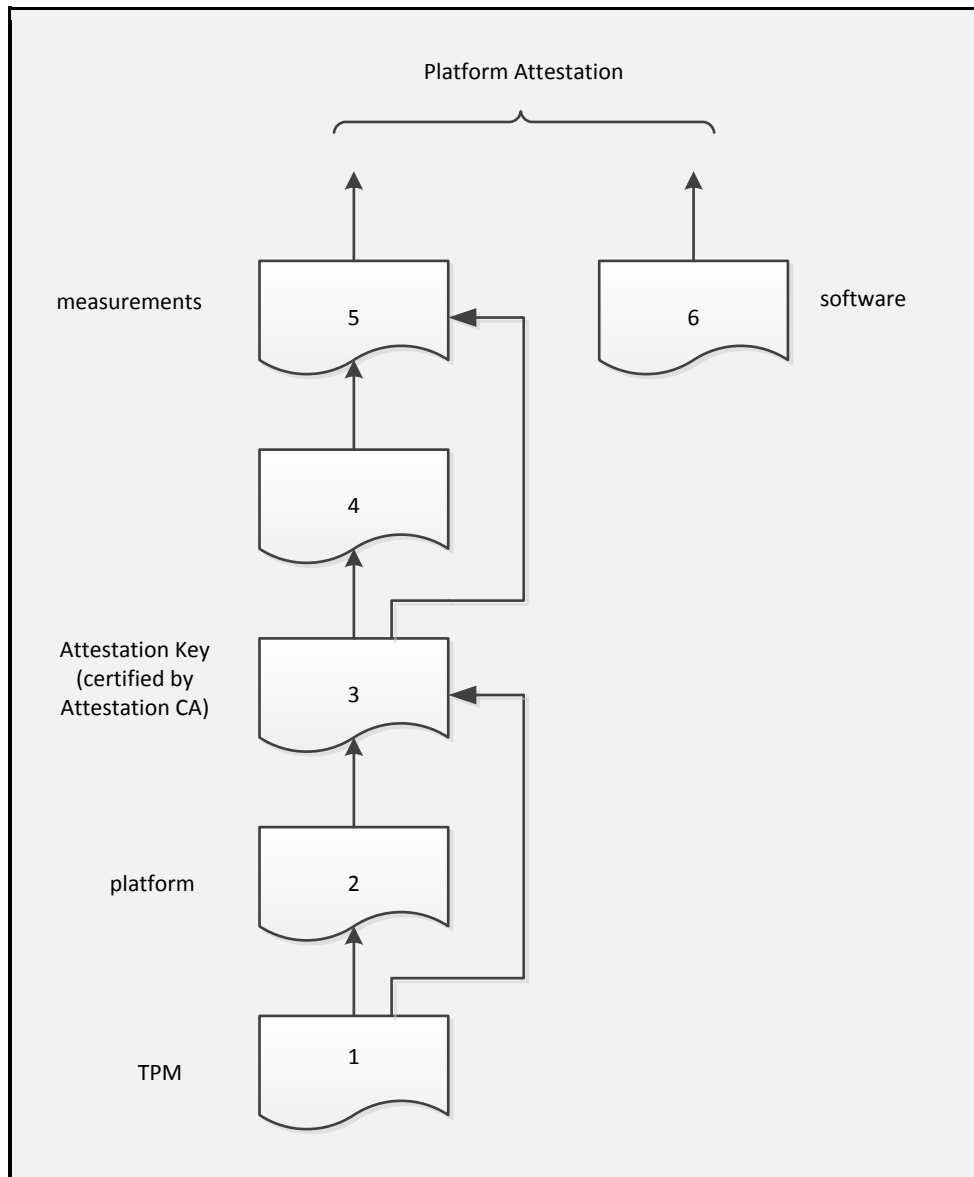 Platform Attestation
measurements
5
6
software
4
Attestation Key
(certified by
Attestation CA)
3
platform
2
1
TPM